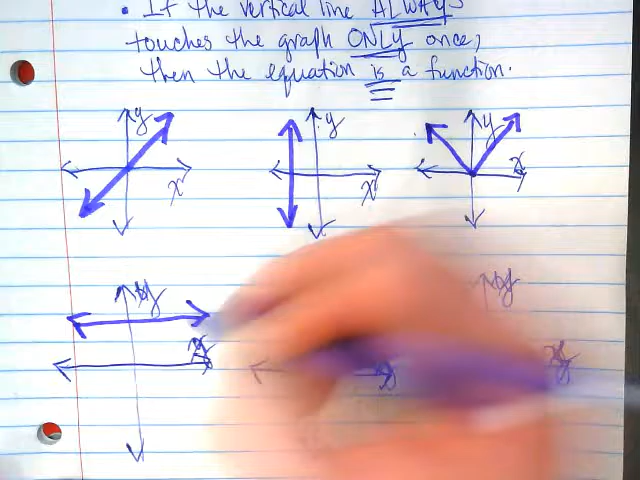 • If the vertical line ALWAYS
touches the graph ONLY once,
then the equation is a function.
y
y
y
x
x
x
y
y
x
y
x